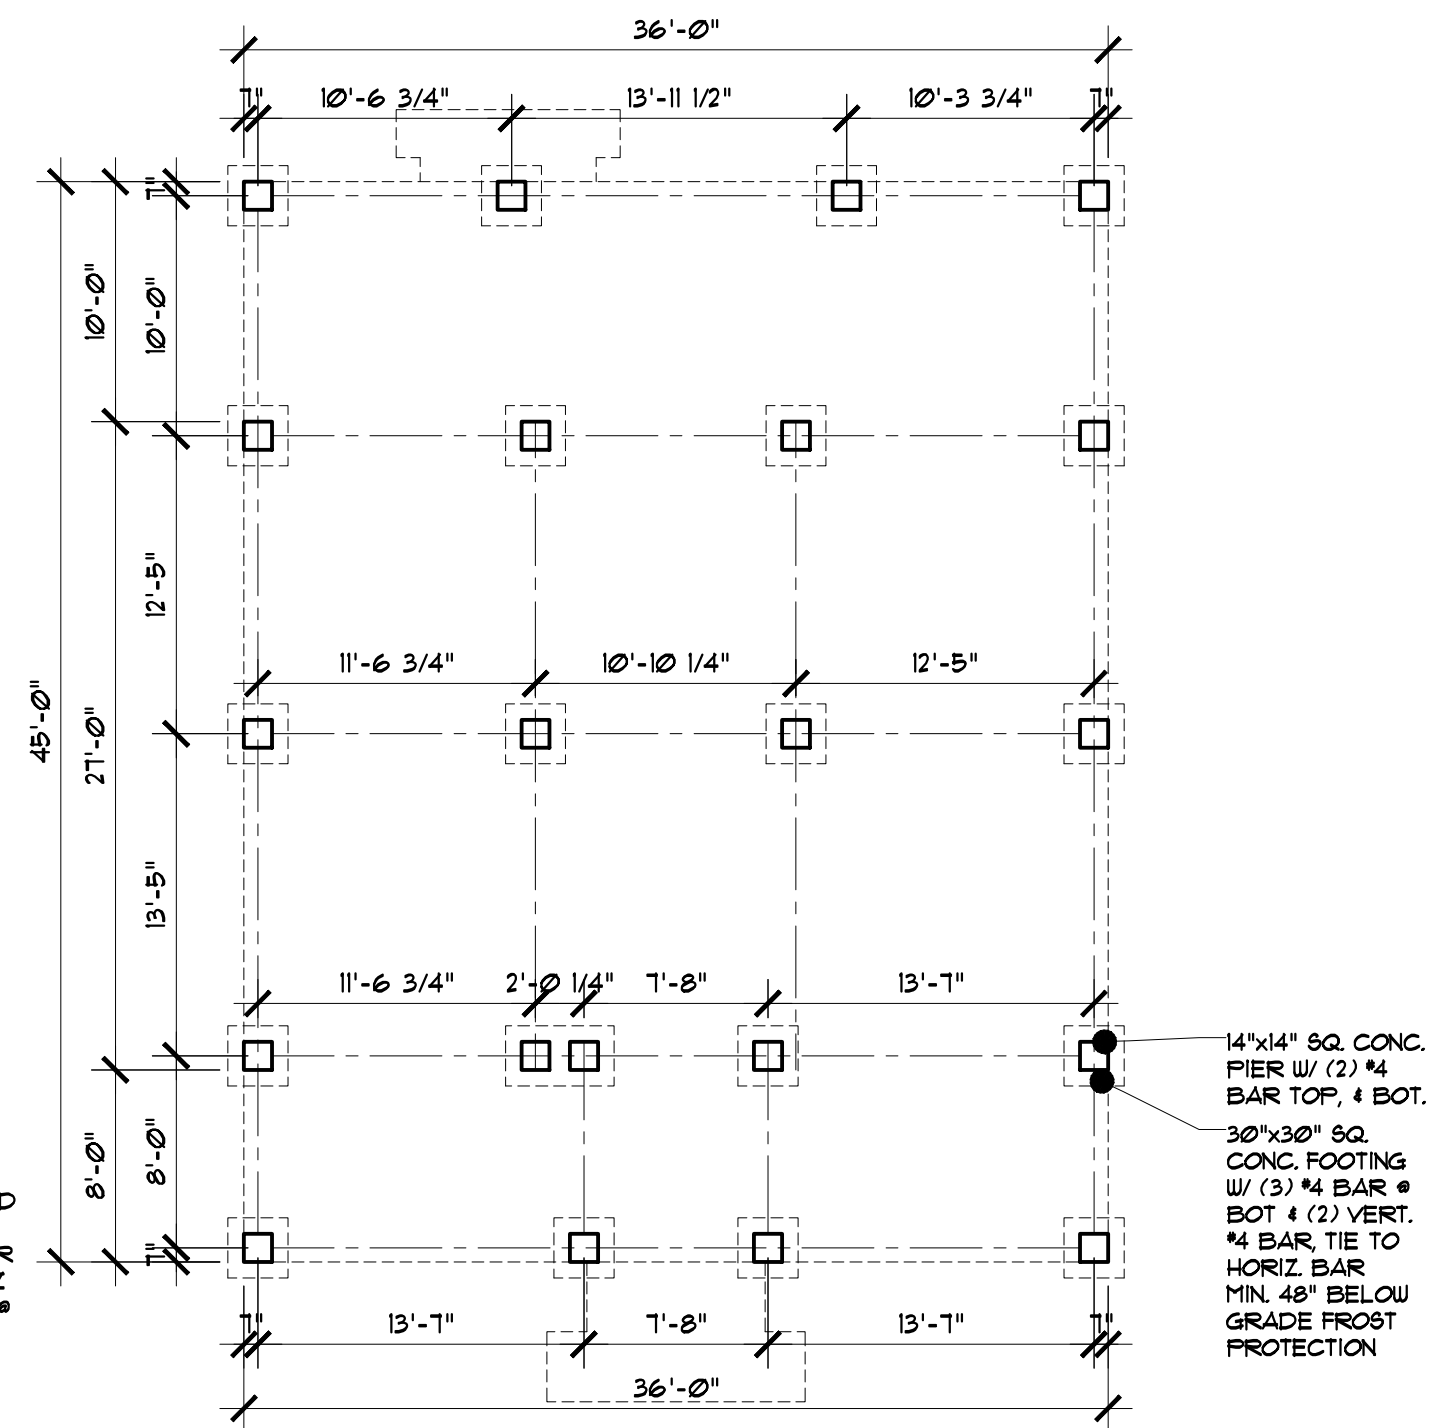 36'-0"
7" 10'-6 3/4" 13'-11 1/2" 10'-3 3/4" 7"
7"
10'-0"
10'-0"
12'-5"
11'-6 3/4" 10'-10 1/4" 12'-5"
45'-0"
27'-0"
13'-5"
11'-6 3/4" 2'-0 1/4" 7'-8" 13'-7"
14"x14" SQ. CONC.
PIER W/ (2) #4
BAR TOP, & BOT.
30"x30" SQ.
CONC. FOOTING
W/ (3) #4 BAR @
BOT & (2) VERT.
#4 BAR, TIE TO
HORIZ. BAR
MIN. 48" BELOW
GRADE FROST
PROTECTION
8'-0"
8'-0"
7"
7" 13'-7" 7'-8" 13'-7" 7"
36'-0"